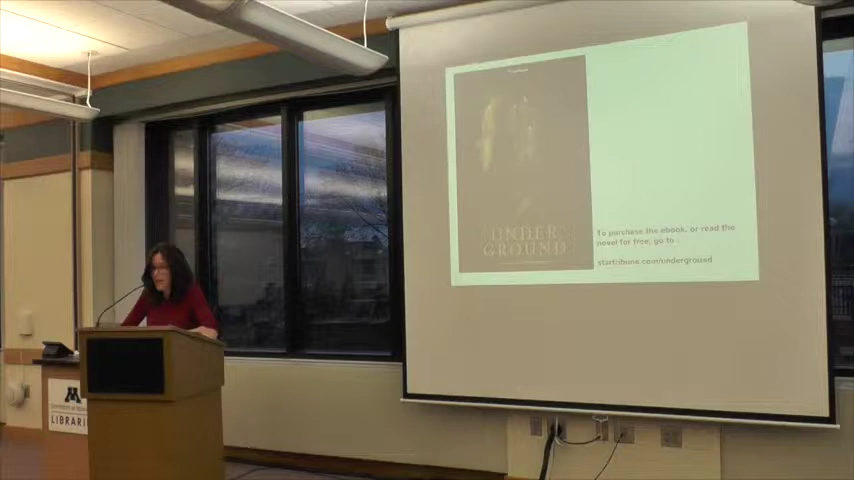 UNDER
GROUND
To purchase the ebook, or read the
novel for free, go to
startribune.com/underground
M
LIBRARIES